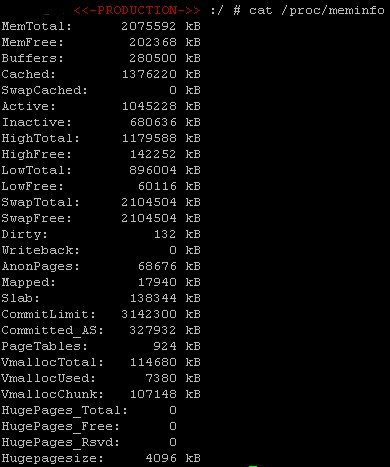 <<-PRODUCTION->> :/ # cat /proc/meminfo
MemTotal: 2075592 kB
MemFree: 202368 kB
Buffers: 280500 kB
Cached: 1376220 kB
SwapCached: 0 kB
Active: 1045228 kB
Inactive: 680636 kB
HighTotal: 1179588 kB
HighFree: 142252 kB
LowTotal: 896004 kB
LowFree: 60116 kB
SwapTotal: 2104504 kB
SwapFree: 2104504 kB
Dirty: 132 kB
Writeback: 0 kB
AnonPages: 68676 kB
Mapped: 17940 kB
Slab: 138344 kB
CommitLimit: 3142300 kB
Committed_AS: 327932 kB
PageTables: 924 kB
VmallocTotal: 114680 kB
VmallocUsed: 7380 kB
VmallocChunk: 107148 kB
HugePages_Total: 0
HugePages_Free: 0
HugePages_Rsvd: 0
Hugepagesize: 4096 kB